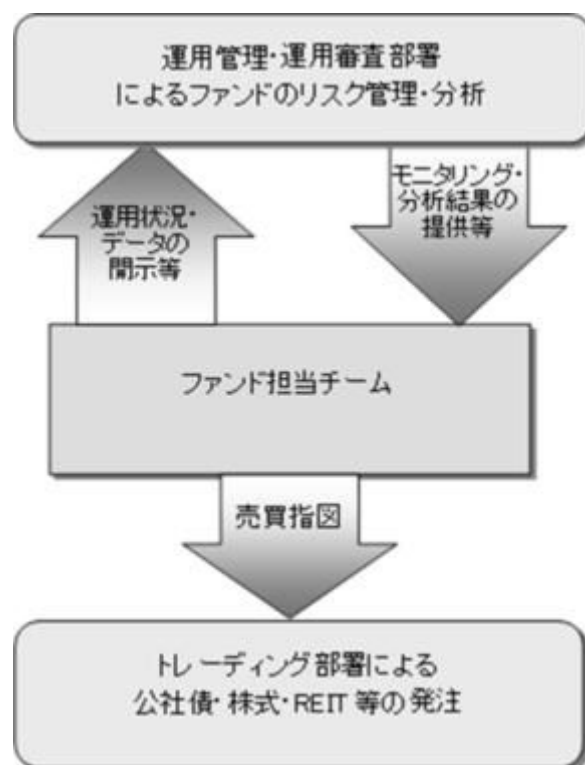 運用管理・運用審査部署
によるファンドのリスク管理・分析
運用状況・
データの
開示等
モニタリング・
分析結果の
提供等
ファンド担当チーム
売買指図
トレーディング部署による
公社債・株式・REIT 等の発注